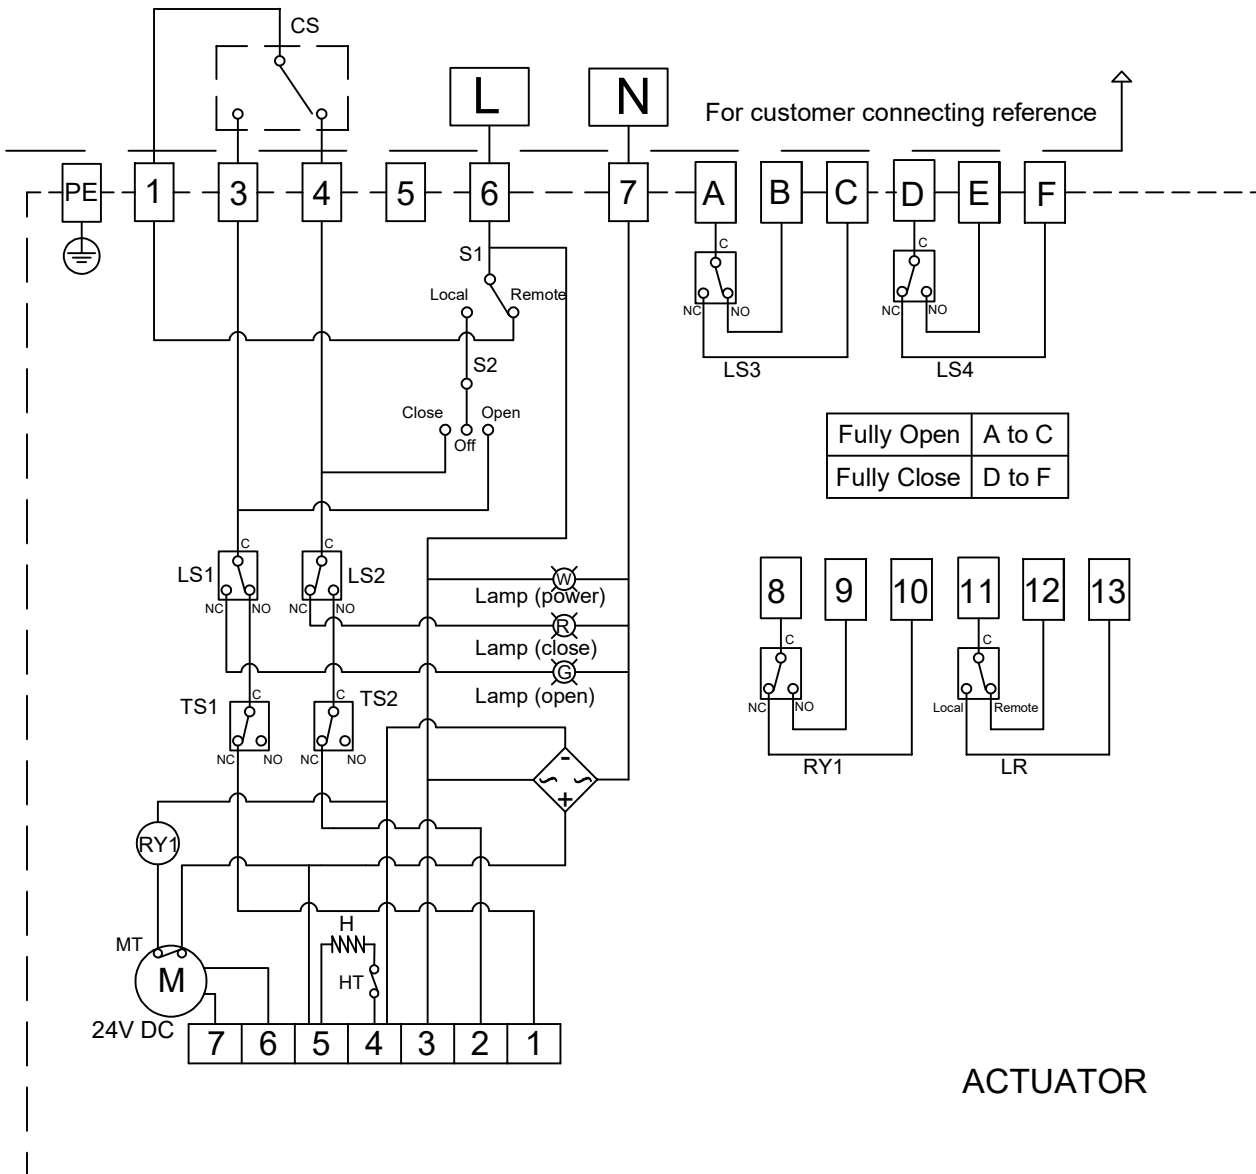 CS
L
N
For customer connecting reference
PE
1
3
4
5
6
7
A
B
C
D
E
F
S1
Local
Remote
C
NC
NO
LS3
C
NC
NO
LS4
S2
Close
Off
Open
Fully Open A to C
Fully Close D to F
LS1
C
NC
NO
C
LS2
NC
NO
W
Lamp (power)
R
Lamp (close)
G
Lamp (open)
8
9
10
11
12
13
C
NC
NO
RY1
C
Local
Remote
LR
TS1
C
NC
NO
C
TS2
NC
NO
-
+
RY1
MT
M
24V DC
H
HT
7
6
5
4
3
2
1
ACTUATOR